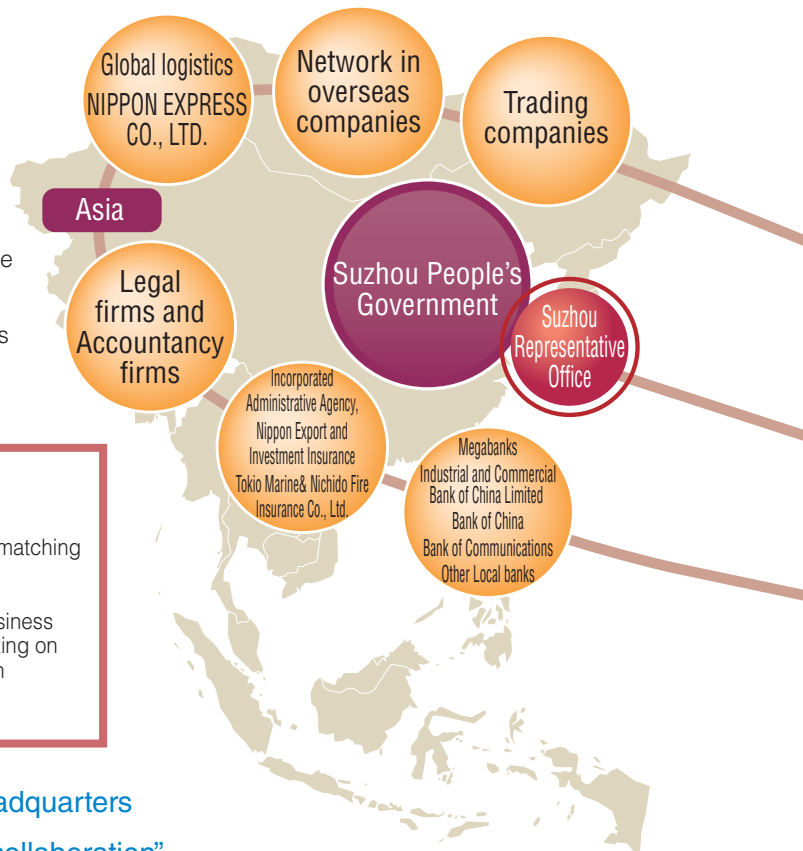 Global logistics
NIPPON EXPRESS
CO., LTD.
Network in
overseas
companies
Trading
companies
Asia
Suzhou People's
Government
Suzhou
Representative
Office
Legal
firms and
Accountancy
firms
Incorporated
Administrative Agency,
Nippon Export and
Investment Insurance
Tokio Marine& Nichido Fire
Insurance Co., Ltd.
Megabanks
Industrial and Commercial
Bank of China Limited
Bank of China
Bank of Communications
Other Local banks
matching
on
collaboration”